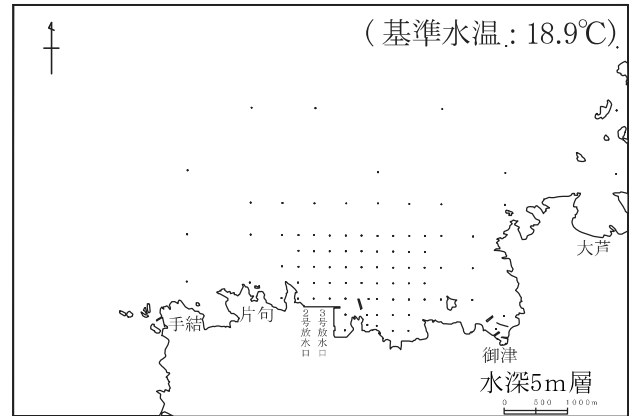 (基準水温：18.9℃)
大芦
手結
片句
2号放水口
3号放水口
御津
水深5m層
0 500 1000m